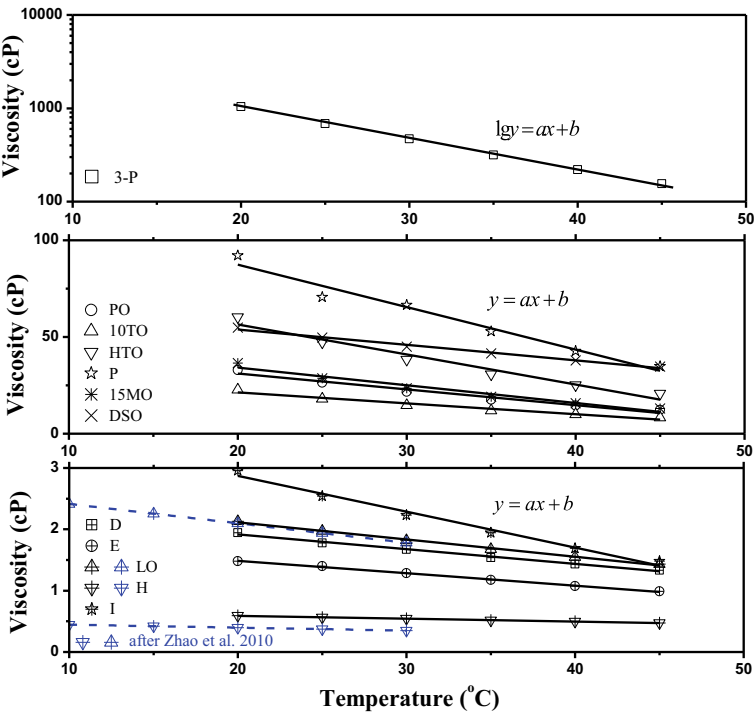 10000
1000
100
Viscosity (cP)
lgy=ax+b
3-P
10 20 30 40 50
100
50
0
Viscosity (cP)
y = ax + b
PO
10TO
HTO
P
15MO
DSO
10 20 30 40 50
3
2
1
0
Viscosity (cP)
y = ax + b
D
E
LO
H
I
after Zhao et al. 2010
10 20 30 40 50
Temperature (°C)